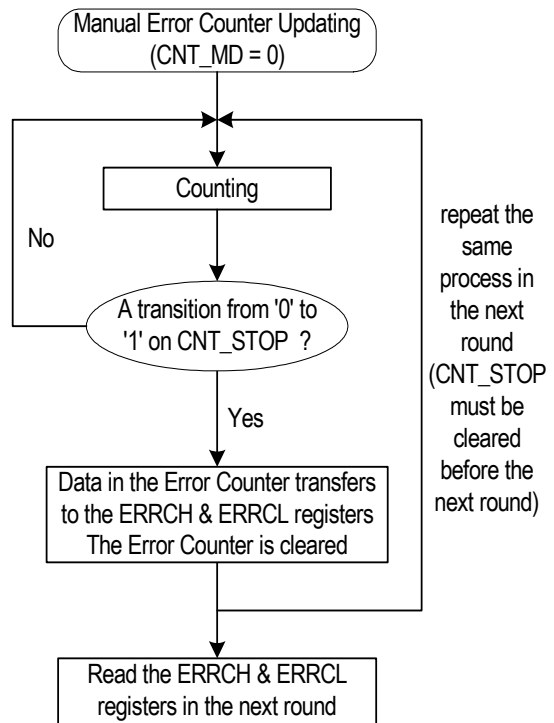 Manual Error Counter Updating
(CNT_MD = 0)
Counting
No
A transition from '0' to
'1' on CNT_STOP ?
Yes
Data in the Error Counter transfers
to the ERRCH & ERRCL registers
The Error Counter is cleared
repeat the
same
process in
the next
round
(CNT_STOP
must be
cleared
before the
next round)
Read the ERRCH & ERRCL
registers in the next round